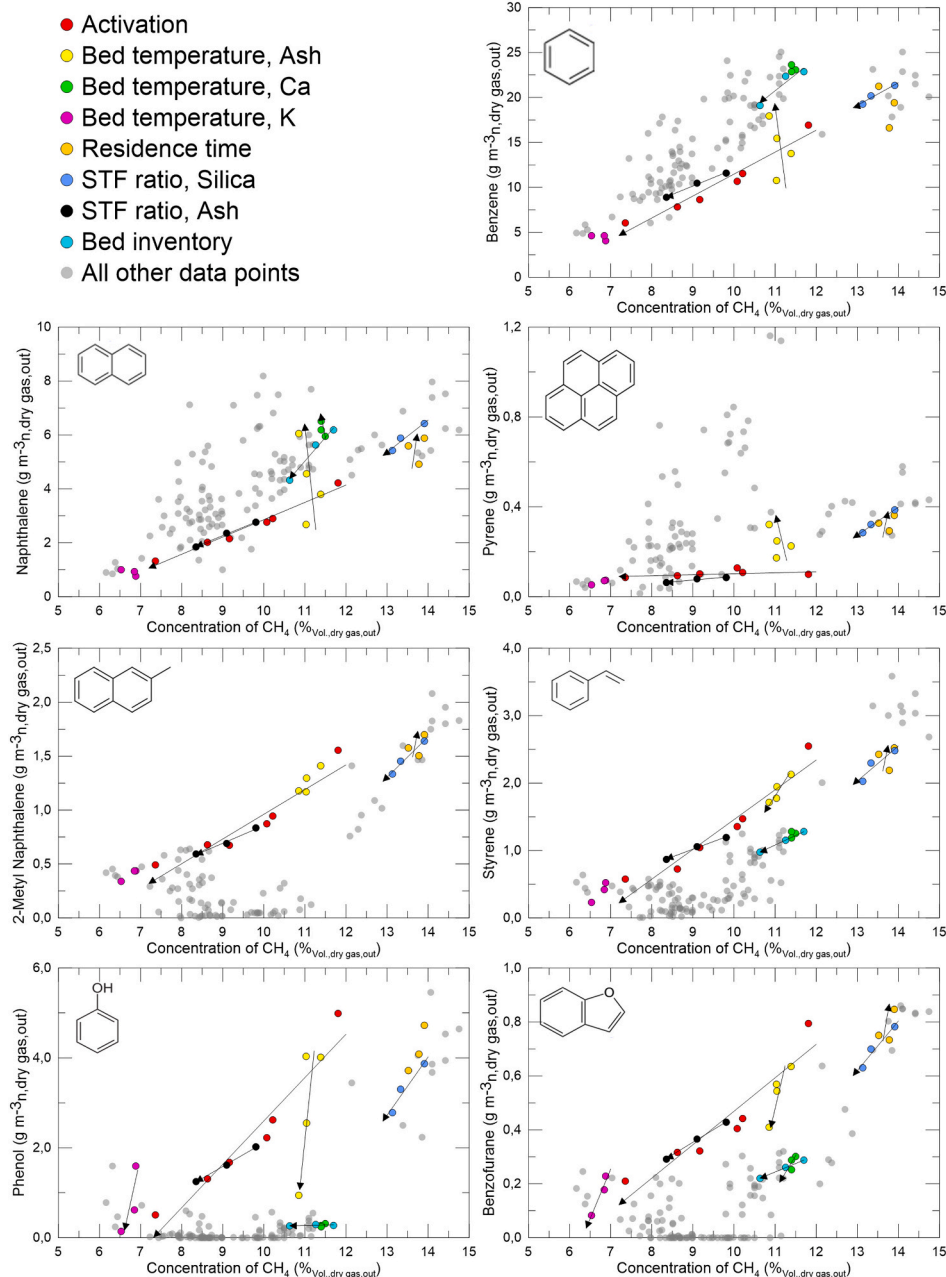 Activation
Bed temperature, Ash
Bed temperature, Ca
Bed temperature, K
Residence time
STF ratio, Silica
STF ratio, Ash
Bed inventory
All other data points
Benzene (g m-3n,dry gas,out)
30
25
20
15
10
5
0
5 6 7 8 9 10 11 12 13 14 15
Concentration of CH4 (%Vol.,dry gas,out)
Naphthalene (g m-3n,dry gas,out)
10
8
6
4
2
0
5 6 7 8 9 10 11 12 13 14 15
Concentration of CH4 (%Vol.,dry gas,out)
Pyrene (g m-3n,dry gas,out)
1,2
0,8
0,4
0,0
5 6 7 8 9 10 11 12 13 14 15
Concentration of CH4 (%Vol.,dry gas,out)
2-Metyl Naphthalene (g m-3n,dry gas,out)
2,5
2,0
1,5
1,0
0,5
0,0
5 6 7 8 9 10 11 12 13 14 15
Concentration of CH4 (%Vol.,dry gas,out)
Styrene (g m-3n,dry gas,out)
4,0
3,0
2,0
1,0
0,0
5 6 7 8 9 10 11 12 13 14 15
Concentration of CH4 (%Vol.,dry gas,out)
Phenol (g m-3n,dry gas,out)
6,0
4,0
2,0
0,0
OH
5 6 7 8 9 10 11 12 13 14 15
Concentration of CH4 (%Vol.,dry gas,out)
Benzofurane (g m-3n,dry gas,out)
1,0
0,8
0,6
0,4
0,2
0,0
O
5 6 7 8 9 10 11 12 13 14 15
Concentration of CH4 (%Vol.,dry gas,out)